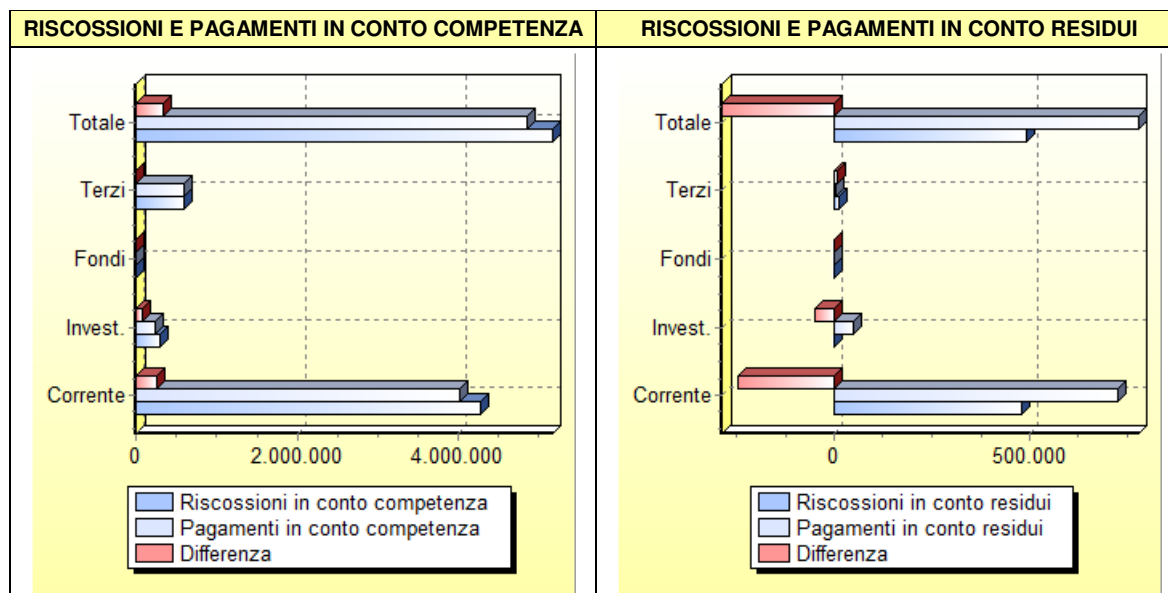 RISCOSSIONI E PAGAMENTI IN CONTO COMPETENZA
Totale
Terzi
Fondi
Invest.
Corrente
0 2.000.000 4.000.000
Riscossioni in conto competenza
Pagamenti in conto competenza
Differenza
RISCOSSIONI E PAGAMENTI IN CONTO RESIDUI
Totale
Terzi
Fondi
Invest.
Corrente
0 500.000
Riscossioni in conto residui
Pagamenti in conto residui
Differenza